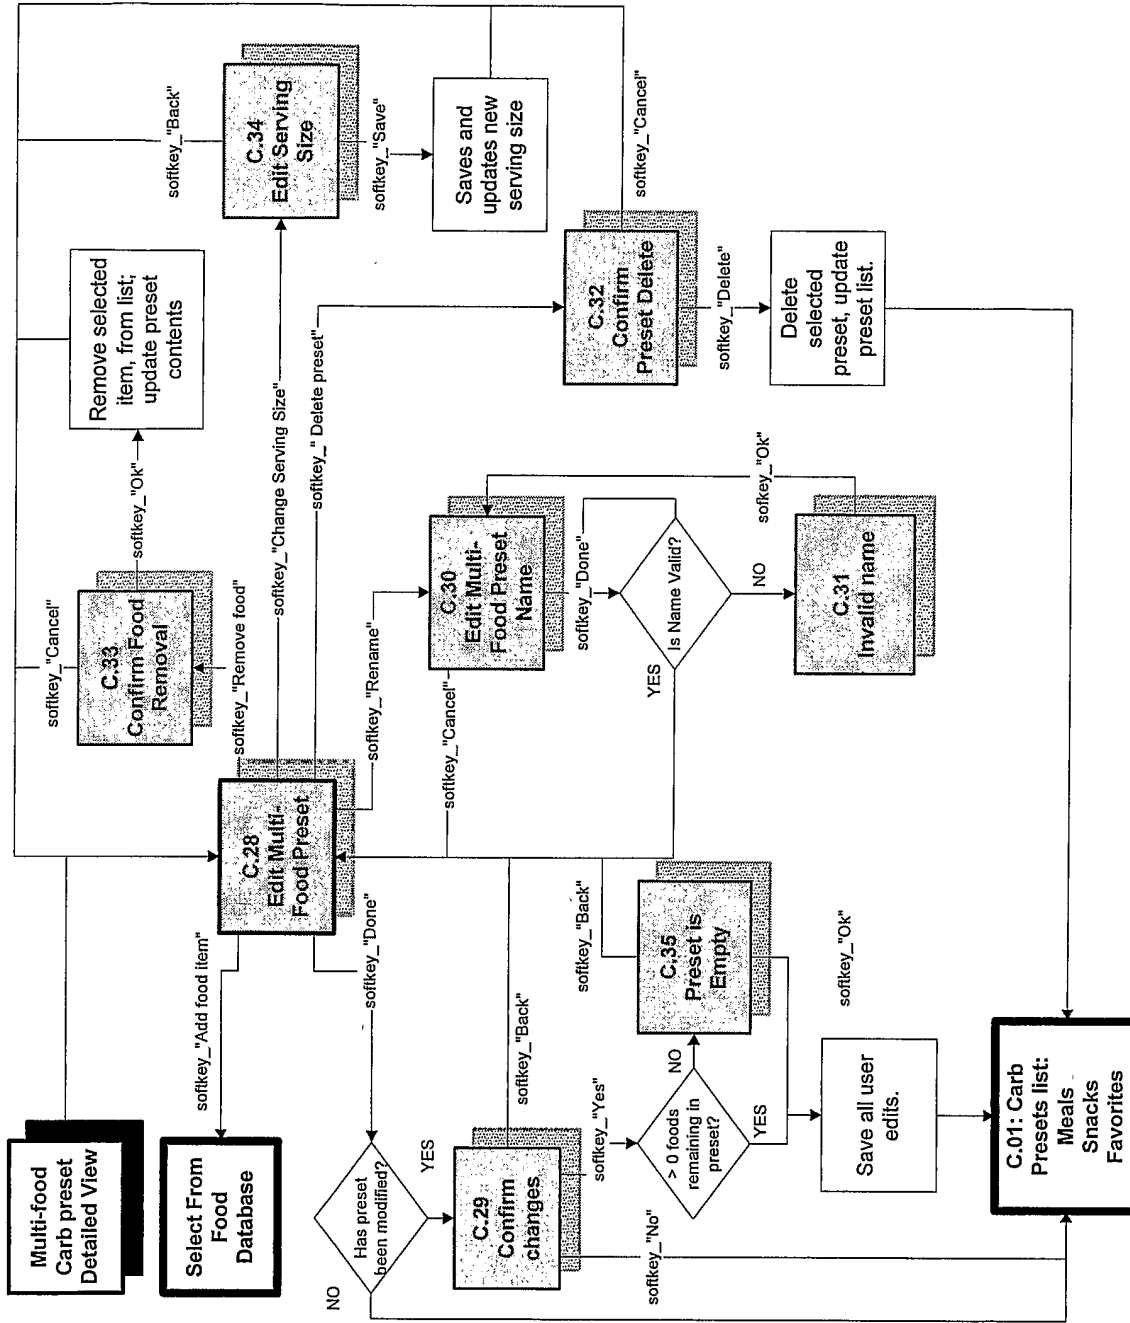 Multi-food
Carb preset
Detailed View
Select From
Food
Database
softkey_"Add food item"
C.28
Edit Multi-
Food Preset
softkey_"Done"
softkey_"Remove food"
softkey_"Change Serving Size"
softkey_" Delete preset"
softkey_"Rename"
softkey_"Cancel"
C.33
Confirm Food
Removal
softkey_"Ok"
Remove selected
item, from list;
update preset
contents
softkey_"Back"
C.34
Edit Serving
Size
softkey_"Save"
Saves and
updates new
serving size
softkey_"Cancel"
C.32
Confirm
Preset Delete
softkey_"Delete"
Delete
selected
preset, update
preset list.
softkey_"Cancel"
C.30
Edit Multi-
Food Preset
Name
softkey_"Done"
Is Name Valid?
YES
NO
C.31
Invalid name
sofkey_"Ok"
Has preset
been modified?
NO
YES
C.29
Confirm
changes
softkey_"Back"
softkey_"Yes"
softkey_"No"
> 0 foods
remaining in
preset?
NO
YES
C.35
Preset is
Empty
softkey_"Back"
softkey_"Ok"
Save all user
edits.
C.01: Carb
Presets list:
Meals
Snacks
Favorites